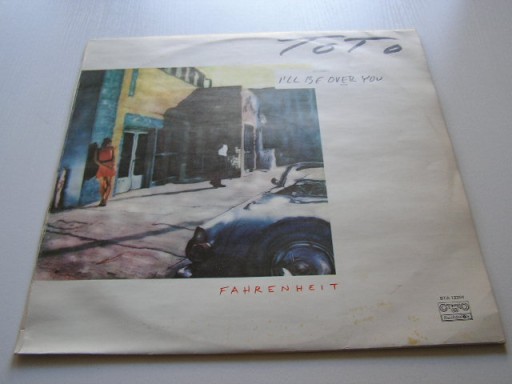 TOTO
I'LL BE OVER YOU
FAHRENHEIT